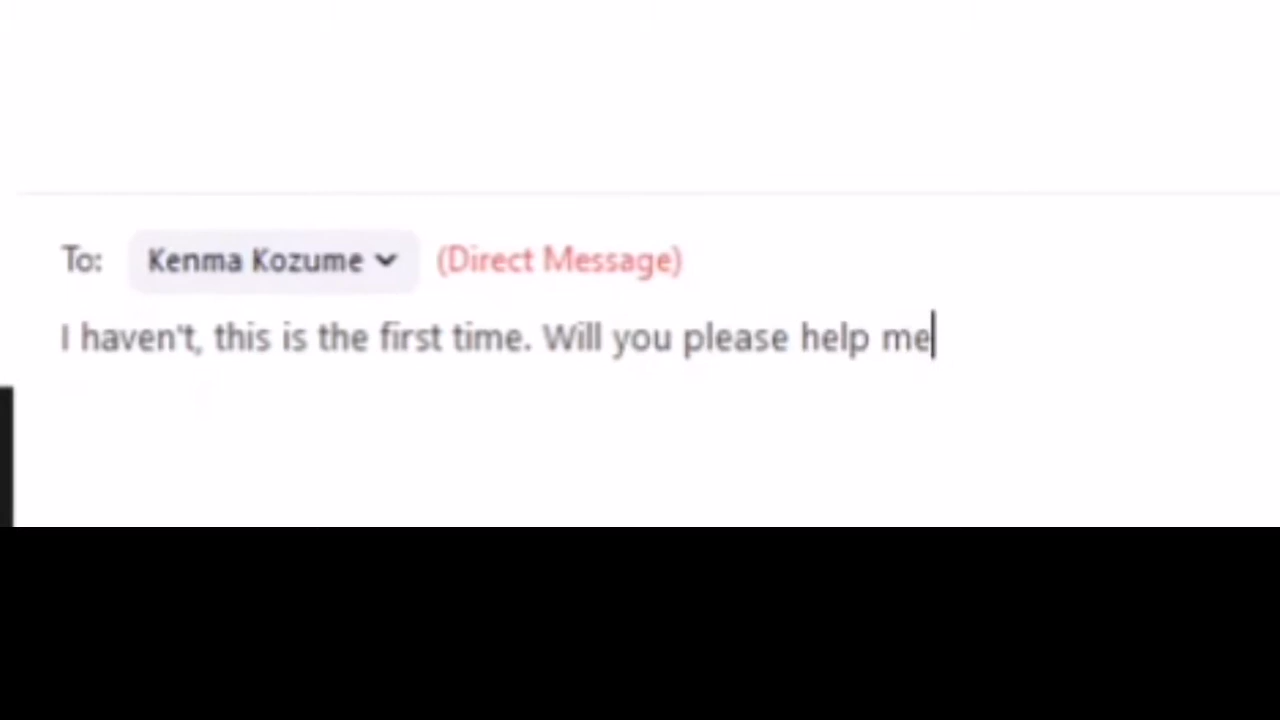 To: Kenma Kozume (Direct Message)
I haven't, this is the first time. Will you please help me